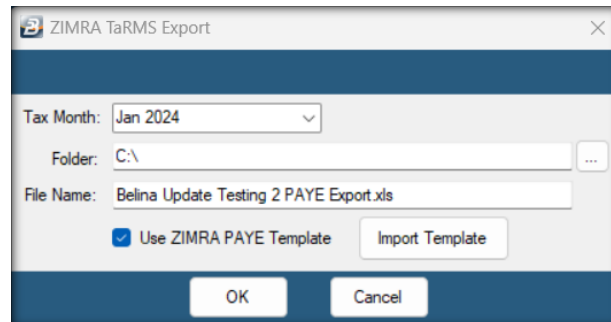 ZIMRA TaRMS Export
Tax Month: Jan 2024
Folder: C:\
...
File Name: Belina Update Testing 2 PAYE Export.xls
Use ZIMRA PAYE Template Import Template
OK Cancel